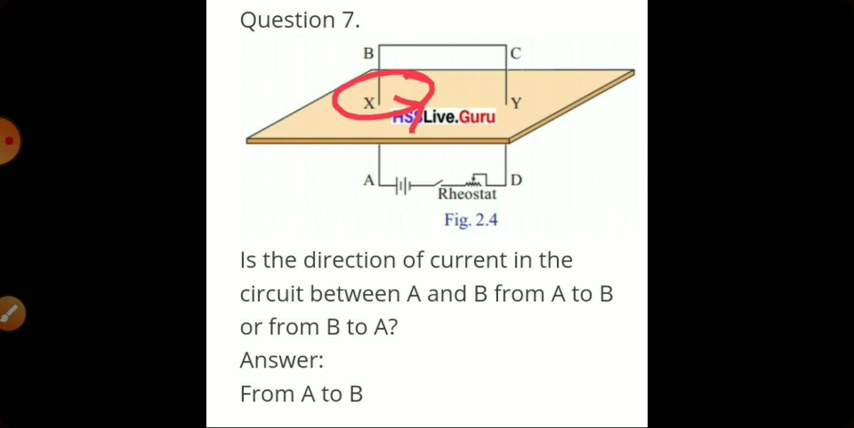 Question 7.
B C
X Y
HSSLive.Guru
A D
Rheostat
Fig. 2.4
Is the direction of current in the
circuit between A and B from A to B
or from B to A?
Answer:
From A to B